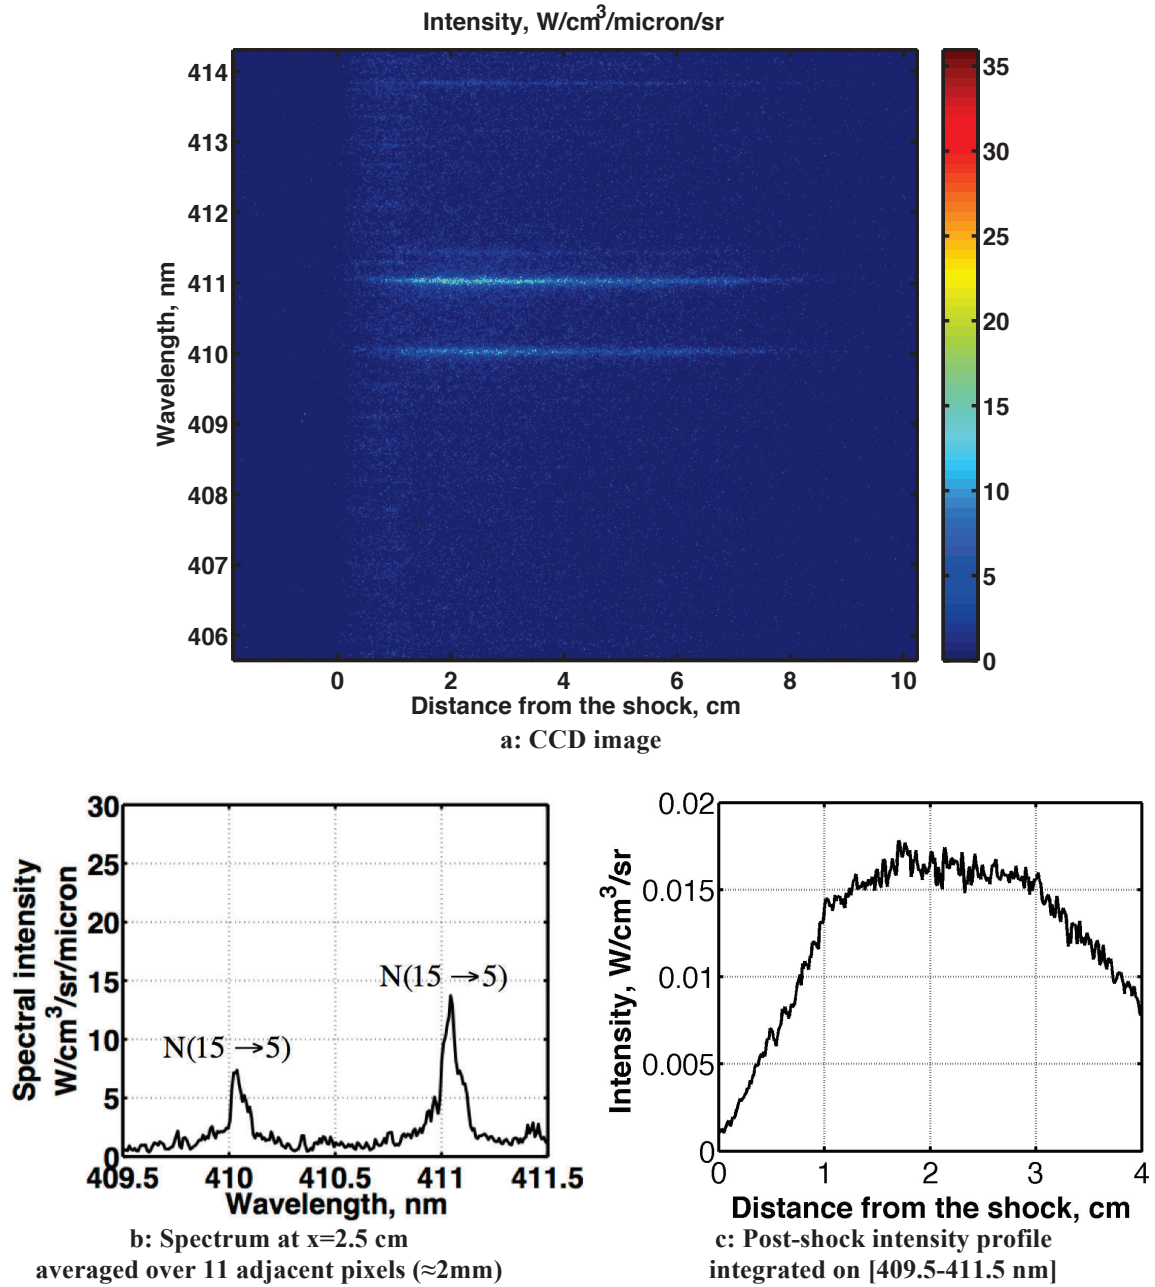 Intensity, W/cm³/micron/sr
Wavelength, nm
414
413
412
411
410
409
408
407
406
0 2 4 6 8 10
35
30
25
20
15
10
5
0
Distance from the shock, cm
a: CCD image
Spectral intensity
W/cm³/sr/micron
30
25
20
15
10
5
0
N(15 →5)
N(15 →5)
409.5 410 410.5 411 411.5
Wavelength, nm
b: Spectrum at x=2.5 cm
averaged over 11 adjacent pixels (≈2mm)
Intensity, W/cm³/sr
0.02
0.015
0.01
0.005
0
0 1 2 3 4
Distance from the shock, cm
c: Post-shock intensity profile
integrated on [409.5-411.5 nm]